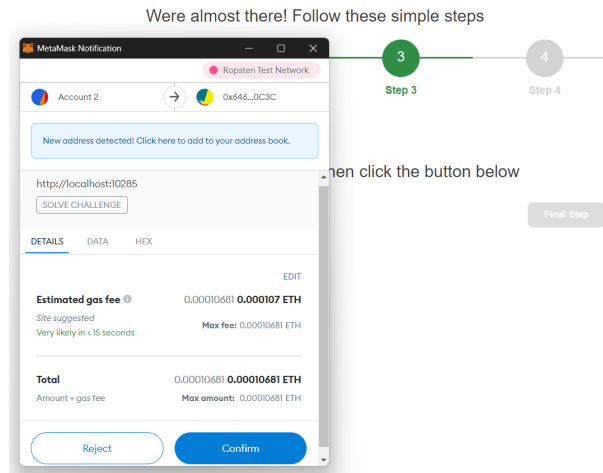 Were almost there! Follow these simple steps
MetaMask Notification
Ropsten Test Network
Account 2
0x646...0C3C
New address detected! Click here to add to your address book.
http://localhost:10285
SOLVE CHALLENGE
DETAILS DATA HEX
EDIT
Estimated gas fee 0.00010681 0.000107 ETH
Site suggested
Very likely in < 15 seconds
Max fee: 0.00010681 ETH
Total 0.00010681 0.00010681 ETH
Amount + gas fee Max amount: 0.00010681 ETH
Reject Confirm
3 4
Step 3 Step 4
hen click the button below
Final Step